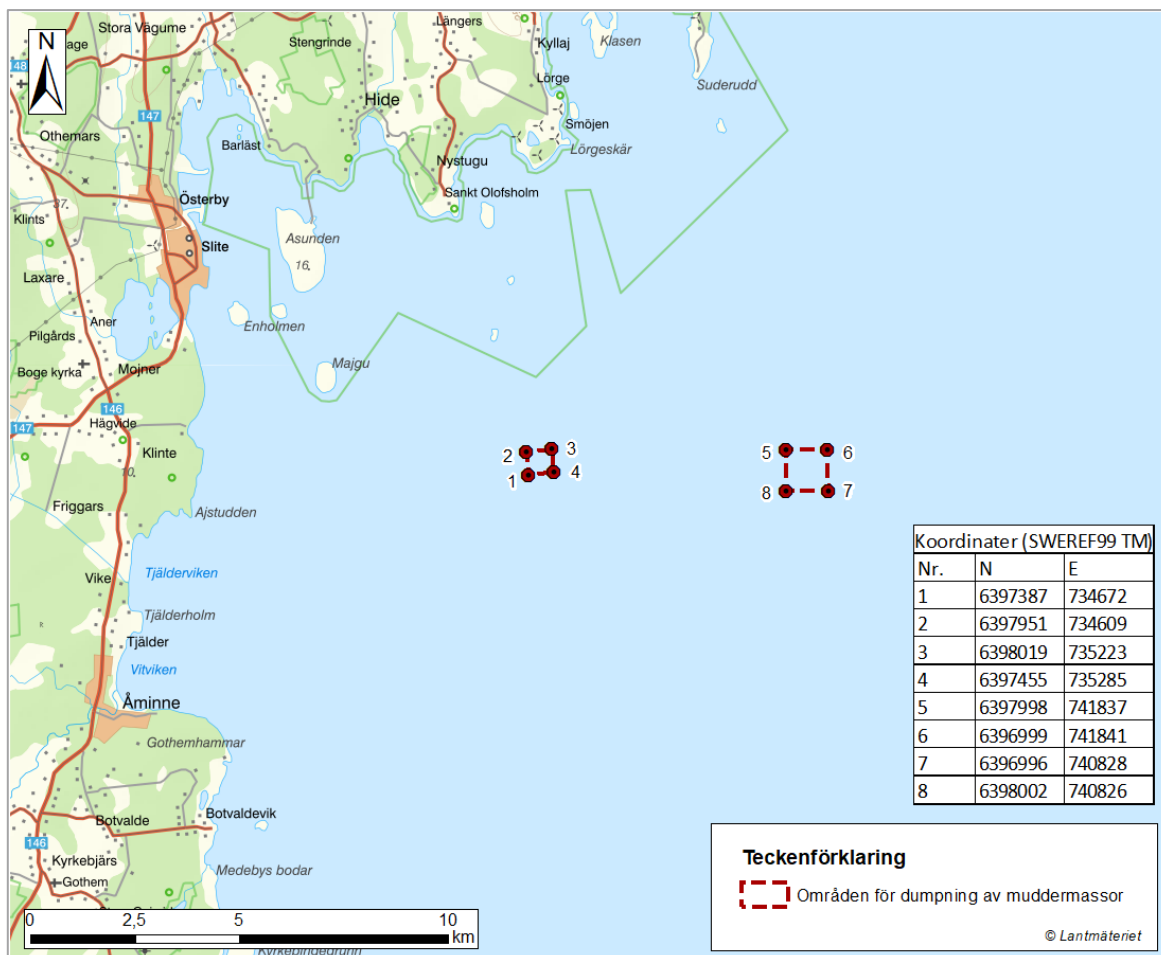 Stora Vägume
Längers
Kyllaj
Klasen
age
Stengrinde
N
148
Lörge
Suderudd
Hide
147
Smöjen
Othemars
Barläst
Lörgeskär
Nystugu
37.
Österby
Sankt Olofsholm
Klints
Asunden
Slite
16.
Laxare
Aner
Enholmen
Pilgårds
Majgu
Boge kyrka
Mojner
146
Hägvide
147
Klinte
2 3
5 6
10.
1 4
8 7
Friggars
Ajstudden
Vike
Tjälderviken
Tjälderholm
R
Tjälder
Vitviken
Åminne
Gothemhammar
Botvaldevik
Botvalde
146
Kyrkebjärs
Medebys bodar
Gothem
0 2,5 5 10
km
Koordinater (SWEREF99 TM)
Nr. N E
1 6397387 734672
2 6397951 734609
3 6398019 735223
4 6397455 735285
5 6397998 741837
6 6396999 741841
7 6396996 740828
8 6398002 740826
Teckenförklaring
Områden för dumpning av muddermassor
© Lantmäteriet